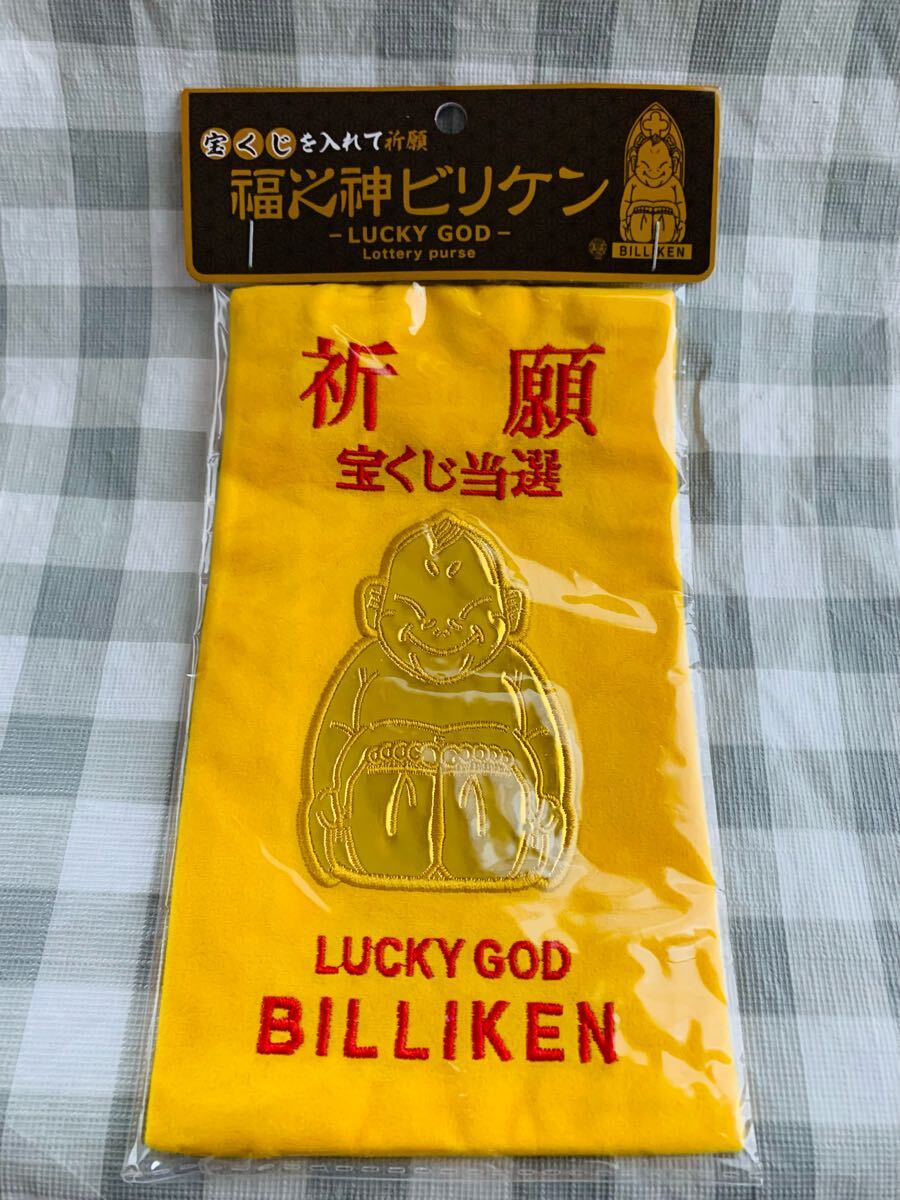 宝くじを入れて祈願
福の神ビリケン
-LUCKY GOD-
Lottery purse
BILLIKEN
祈願
宝くじ当選
LUCKY GOD
BILLIKEN